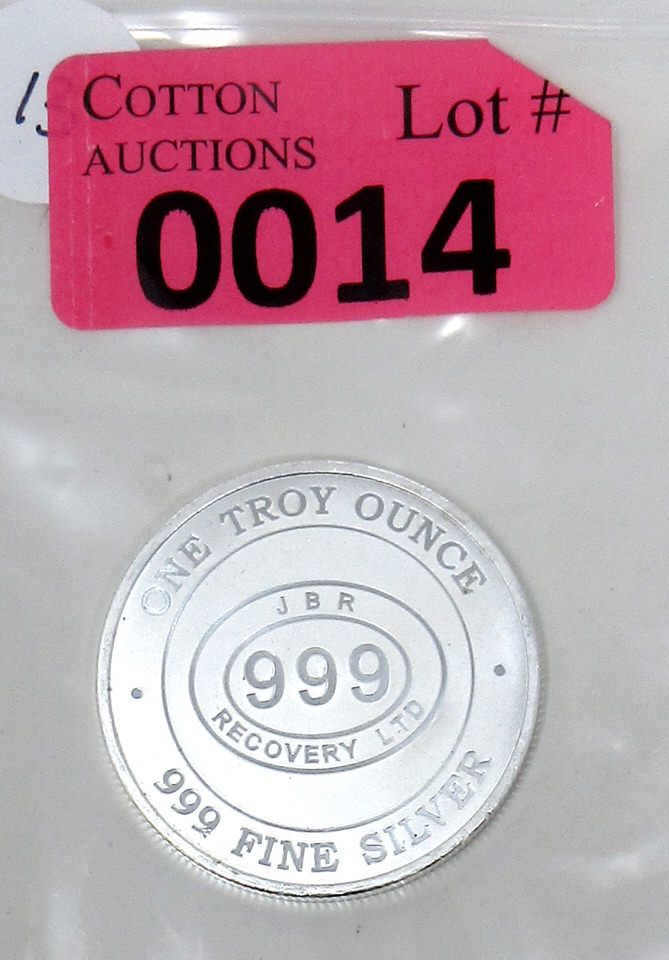 COTTON
AUCTIONS
Lot #
0014
ONE TROY OUNCE
JBR
999
RECOVERY LTD
999 FINE SILVER